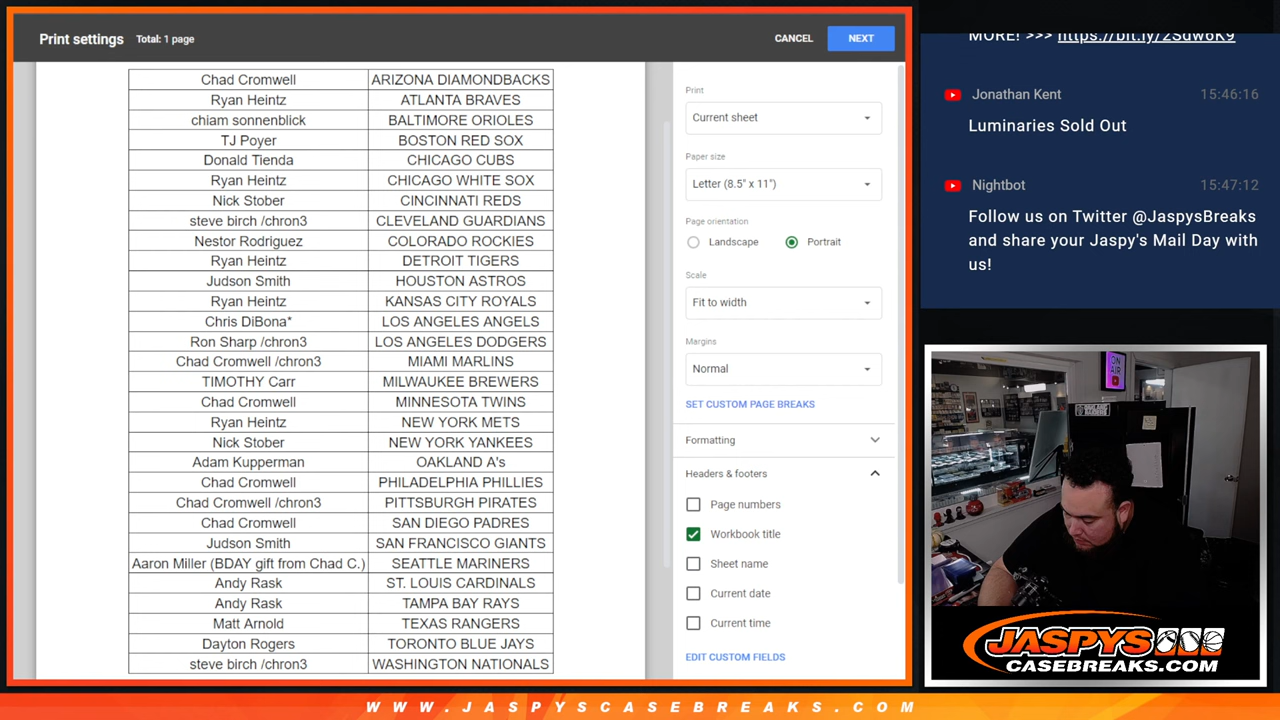 Print settings Total: 1 page CANCEL NEXT
Chad Cromwell ARIZONA DIAMONDBACKS
Ryan Heintz ATLANTA BRAVES
chiam sonnenblick BALTIMORE ORIOLES
TJ Poyer BOSTON RED SOX
Donald Tienda CHICAGO CUBS
Ryan Heintz CHICAGO WHITE SOX
Nick Stober CINCINNATI REDS
steve birch /chron3 CLEVELAND GUARDIANS
Nestor Rodriguez COLORADO ROCKIES
Ryan Heintz DETROIT TIGERS
Judson Smith HOUSTON ASTROS
Ryan Heintz KANSAS CITY ROYALS
Chris DiBona* LOS ANGELES ANGELS
Ron Sharp /chron3 LOS ANGELES DODGERS
Chad Cromwell /chron3 MIAMI MARLINS
TIMOTHY Carr MILWAUKEE BREWERS
Chad Cromwell MINNESOTA TWINS
Ryan Heintz NEW YORK METS
Nick Stober NEW YORK YANKEES
Adam Kupperman OAKLAND A's
Chad Cromwell PHILADELPHIA PHILLIES
Chad Cromwell /chron3 PITTSBURGH PIRATES
Chad Cromwell SAN DIEGO PADRES
Judson Smith SAN FRANCISCO GIANTS
Aaron Miller (BDAY gift from Chad C.) SEATTLE MARINERS
Andy Rask ST. LOUIS CARDINALS
Andy Rask TAMPA BAY RAYS
Matt Arnold TEXAS RANGERS
Dayton Rogers TORONTO BLUE JAYS
steve birch /chron3 WASHINGTON NATIONALS
Print
Current sheet
Paper size
Letter (8.5" x 11")
Page orientation
Landscape Portrait
Scale
Fit to width
Margins
Normal
SET CUSTOM PAGE BREAKS
Formatting
Headers & footers
Page numbers
Workbook title
Sheet name
Current date
Current time
EDIT CUSTOM FIELDS
MORE! >>> https://bit.ly/2Sdw6K9
Jonathan Kent 15:46:16
Luminaries Sold Out
Nightbot 15:47:12
Follow us on Twitter @JaspysBreaks
and share your Jaspy's Mail Day with
us!
ON
AIR
JASPYS
CASEBREAKS.COM
WWW.JASPYSCASEBREAKS.COM